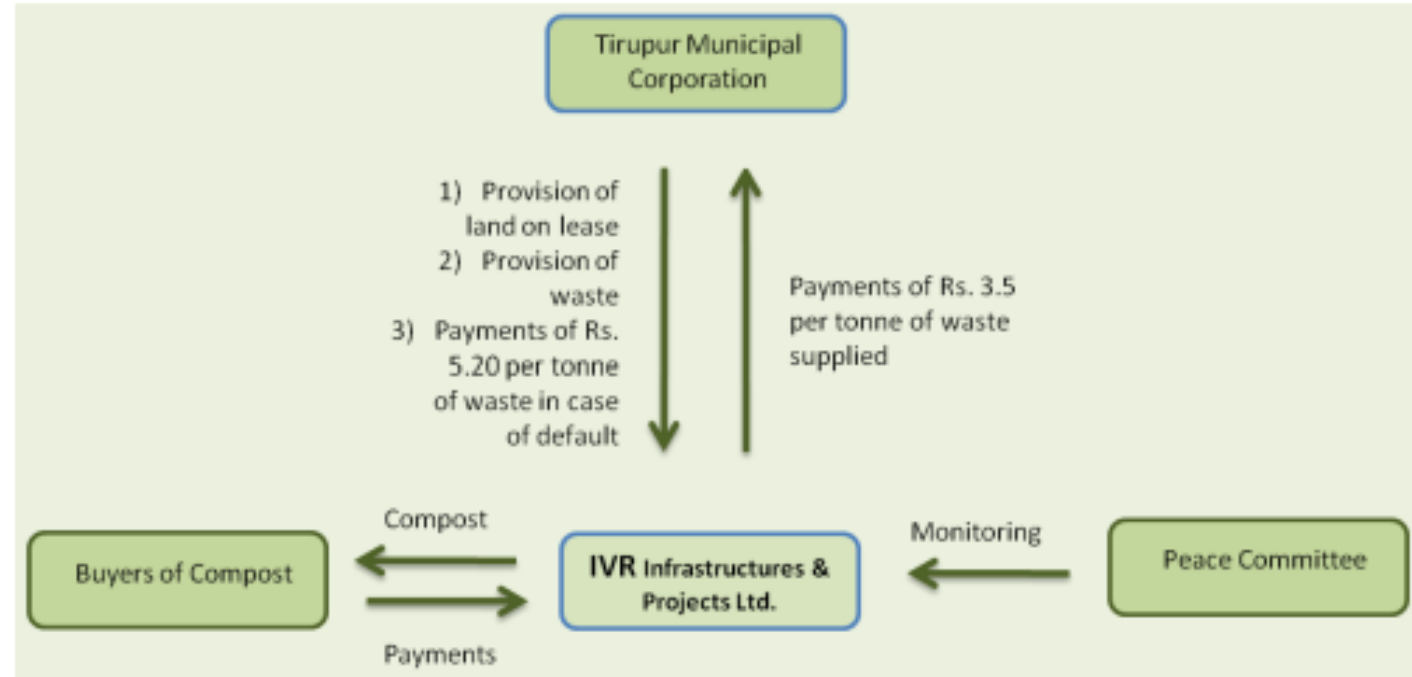 Tirupur Municipal
Corporation
1) Provision of
land on lease
2) Provision of
waste
3) Payments of Rs.
5.20 per tonne
of waste in case
of default
Payments of Rs. 3.5
per tonne of waste
supplied
Compost
Buyers of Compost
Payments
IVR Infrastructures &
Projects Ltd.
Monitoring
Peace Committee